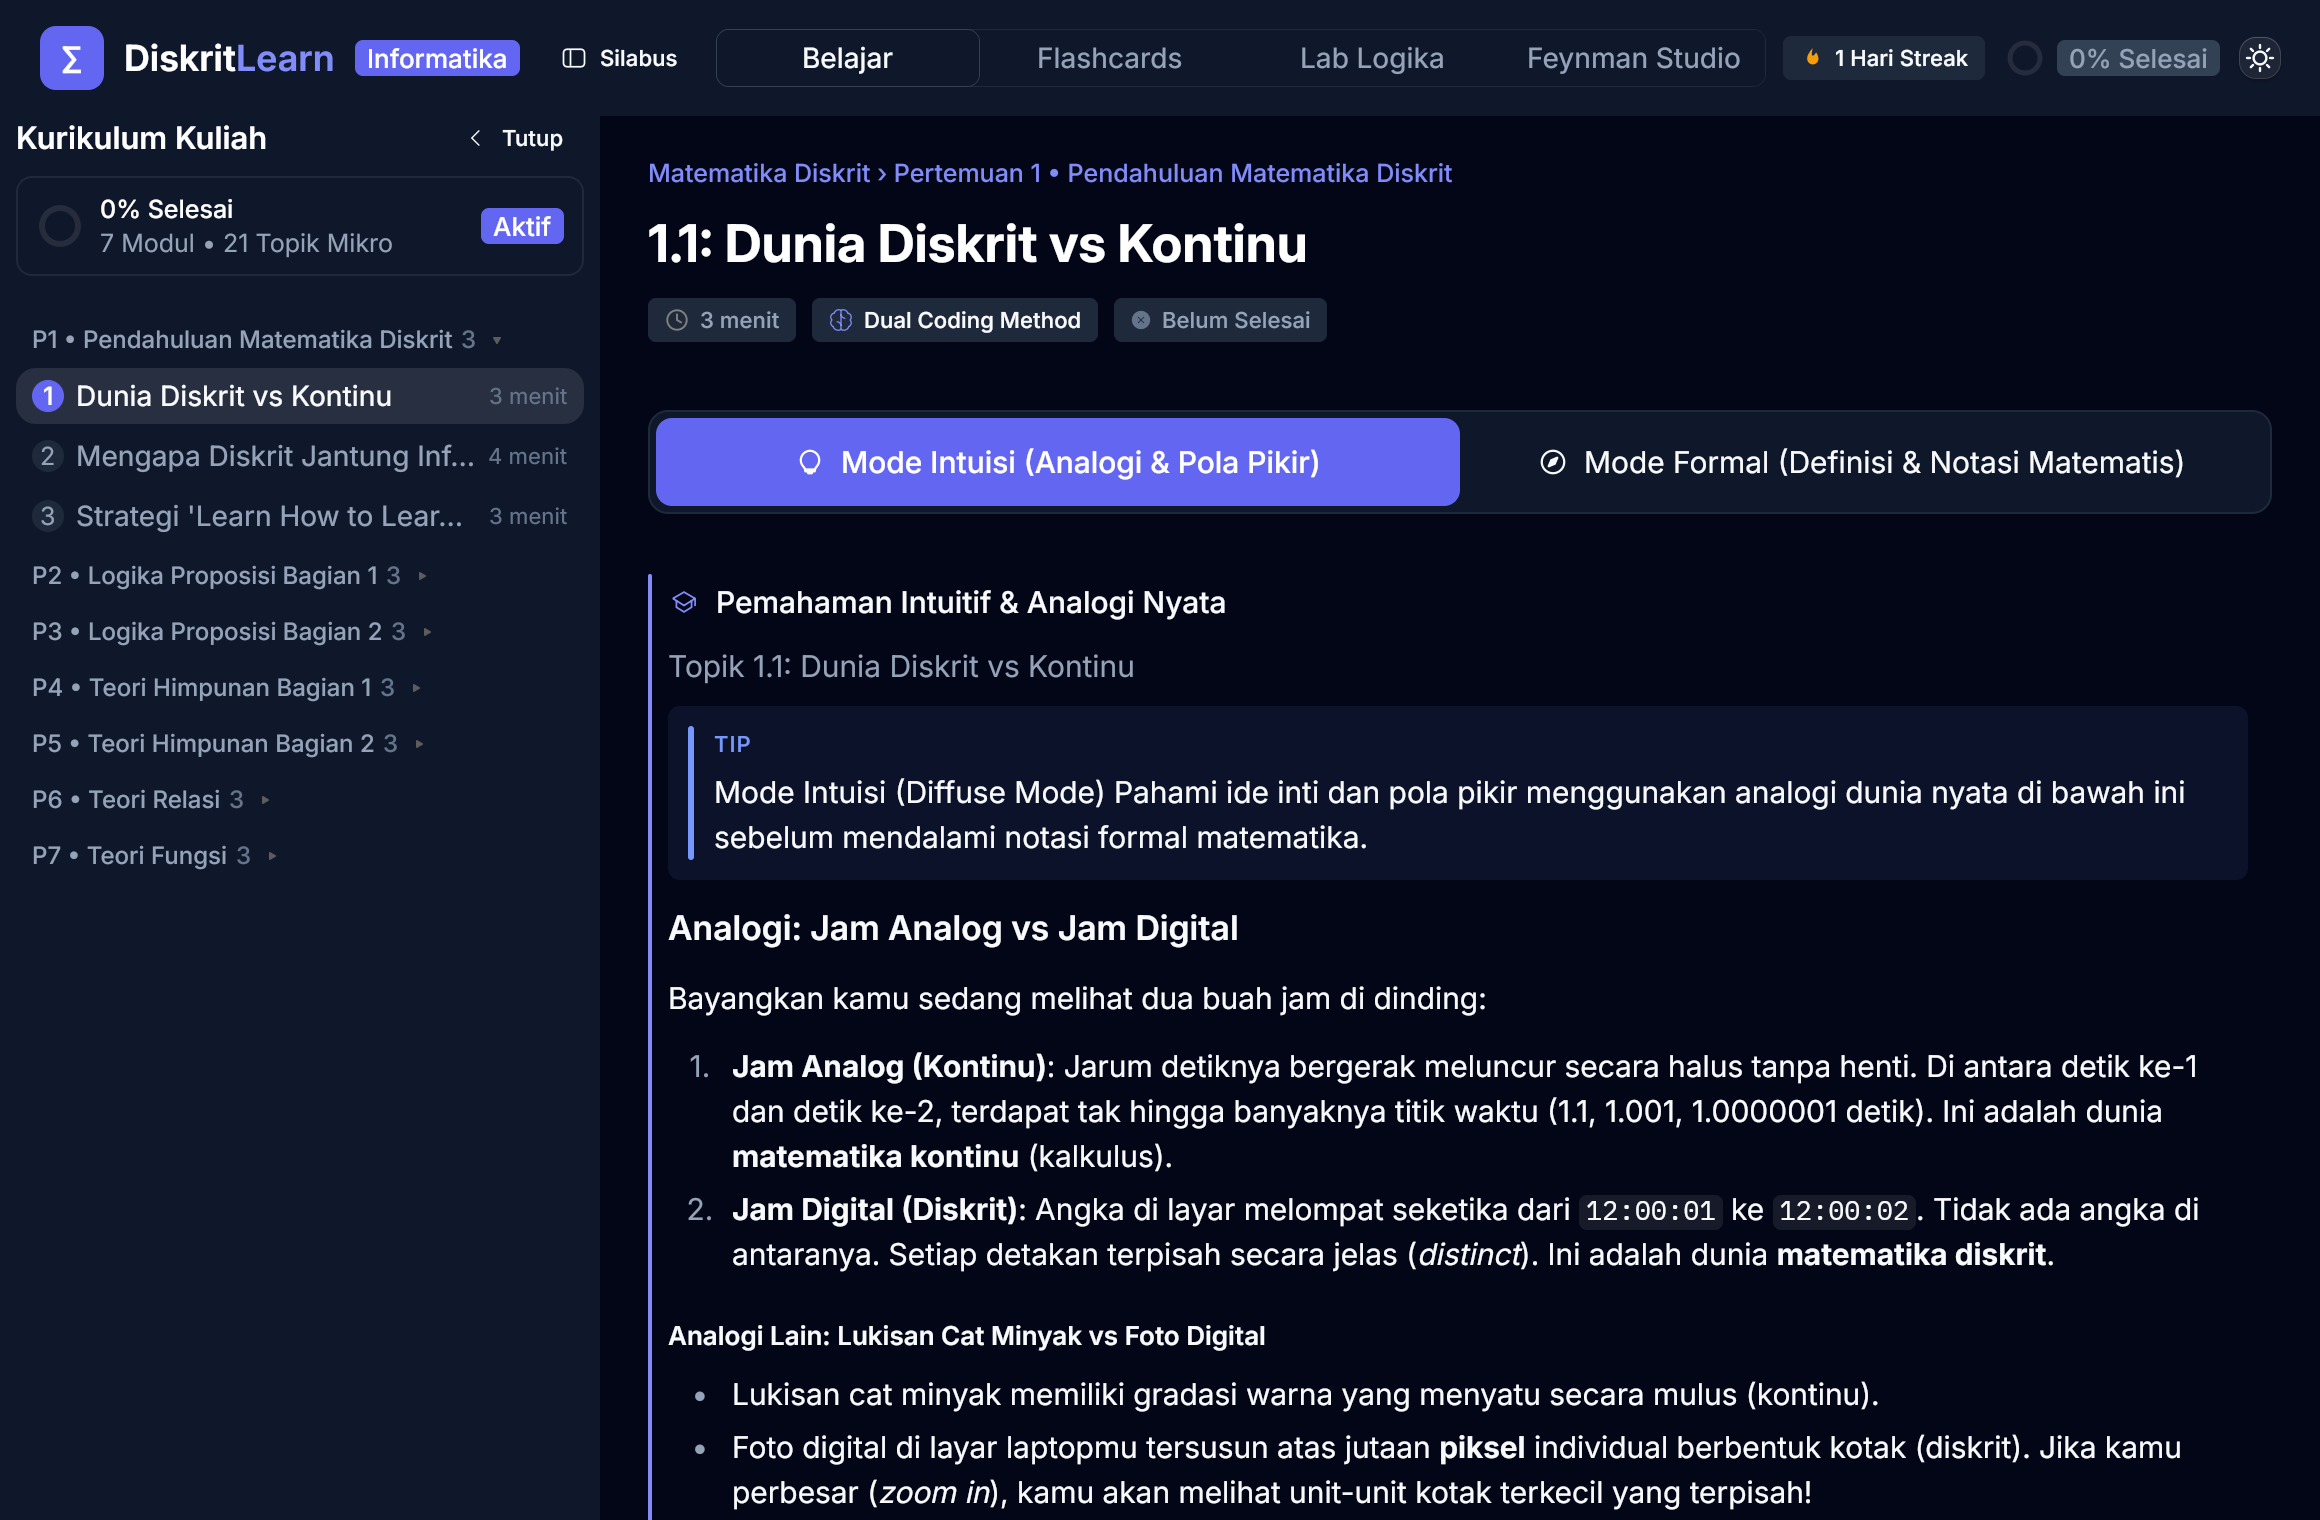 Σ DiskritLearn Informatika Silabus Belajar Flashcards Lab Logika Feynman Studio 1 Hari Streak 0% Selesai
Kurikulum Kuliah Tutup
0% Selesai
7 Modul • 21 Topik Mikro
Aktif
P1 • Pendahuluan Matematika Diskrit 3
1 Dunia Diskrit vs Kontinu 3 menit
2 Mengapa Diskrit Jantung Inf... 4 menit
3 Strategi 'Learn How to Lear... 3 menit
P2 • Logika Proposisi Bagian 1 3
P3 • Logika Proposisi Bagian 2 3
P4 • Teori Himpunan Bagian 1 3
P5 • Teori Himpunan Bagian 2 3
P6 • Teori Relasi 3
P7 • Teori Fungsi 3
Matematika Diskrit › Pertemuan 1 • Pendahuluan Matematika Diskrit
1.1: Dunia Diskrit vs Kontinu
3 menit Dual Coding Method Belum Selesai
Mode Intuisi (Analogi & Pola Pikir) Mode Formal (Definisi & Notasi Matematis)
Pemahaman Intuitif & Analogi Nyata
Topik 1.1: Dunia Diskrit vs Kontinu
TIP
Mode Intuisi (Diffuse Mode) Pahami ide inti dan pola pikir menggunakan analogi dunia nyata di bawah ini
sebelum mendalami notasi formal matematika.
Analogi: Jam Analog vs Jam Digital
Bayangkan kamu sedang melihat dua buah jam di dinding:
1. Jam Analog (Kontinu): Jarum detiknya bergerak meluncur secara halus tanpa henti. Di antara detik ke-1
dan detik ke-2, terdapat tak hingga banyaknya titik waktu (1.1, 1.001, 1.0000001 detik). Ini adalah dunia
matematika kontinu (kalkulus).
2. Jam Digital (Diskrit): Angka di layar melompat seketika dari 12:00:01 ke 12:00:02. Tidak ada angka di
antaranya. Setiap detakan terpisah secara jelas (distinct). Ini adalah dunia matematika diskrit.
Analogi Lain: Lukisan Cat Minyak vs Foto Digital
• Lukisan cat minyak memiliki gradasi warna yang menyatu secara mulus (kontinu).
• Foto digital di layar laptopmu tersusun atas jutaan piksel individual berbentuk kotak (diskrit). Jika kamu
perbesar (zoom in), kamu akan melihat unit-unit kotak terkecil yang terpisah!